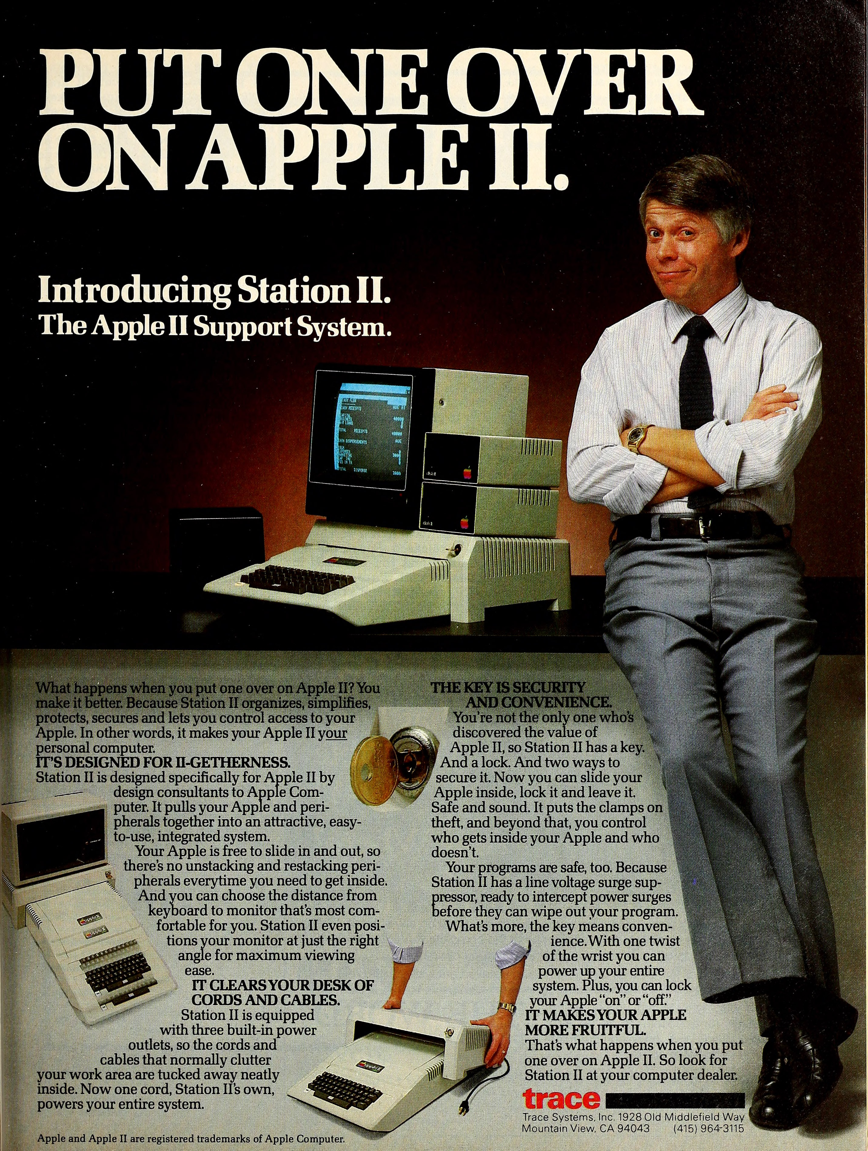 PUT ONE OVER
ON APPLE II.
Introducing Station II.
The Apple II Support System.
What happens when you put one over on Apple II? You
make it better. Because Station II organizes, simplifies,
protects, secures and lets you control access to your
Apple. In other words, it makes your Apple II your
personal computer.
IT'S DESIGNED FOR II-GETHERNESS.
Station II is designed specifically for Apple II by
design consultants to Apple Com-
puter. It pulls your Apple and peri-
pherals together into an attractive, easy-
to-use, integrated system.
Your Apple is free to slide in and out, so
there's no unstacking and restacking peri-
pherals everytime you need to get inside.
And you can choose the distance from
keyboard to monitor that's most com-
fortable for you. Station II even posi-
tions your monitor at just the right
angle for maximum viewing
ease.
IT CLEARS YOUR DESK OF
CORDS AND CABLES.
Station II is equipped
with three built-in power
outlets, so the cords and
cables that normally clutter
your work area are tucked away neatly
inside. Now one cord, Station II's own,
powers your entire system.
THE KEY IS SECURITY
AND CONVENIENCE.
You're not the only one who's
discovered the value of
Apple II, so Station II has a key.
And a lock. And two ways to
secure it. Now you can slide your
Apple inside, lock it and leave it.
Safe and sound. It puts the clamps on
theft, and beyond that, you control
who gets inside your Apple and who
doesn't.
Your programs are safe, too. Because
Station II has a line voltage surge sup-
pressor, ready to intercept power surges
before they can wipe out your program.
What's more, the key means conven-
ience. With one twist
of the wrist you can
power up your entire
system. Plus, you can lock
your Apple "on" or "off."
IT MAKES YOUR APPLE
MORE FRUITFUL.
That's what happens when you put
one over on Apple II. So look for
Station II at your computer dealer.
trace
Trace Systems, Inc. 1928 Old Middlefield Way
Mountain View, CA 94043 (415) 964-3115
Apple and Apple II are registered trademarks of Apple Computer.